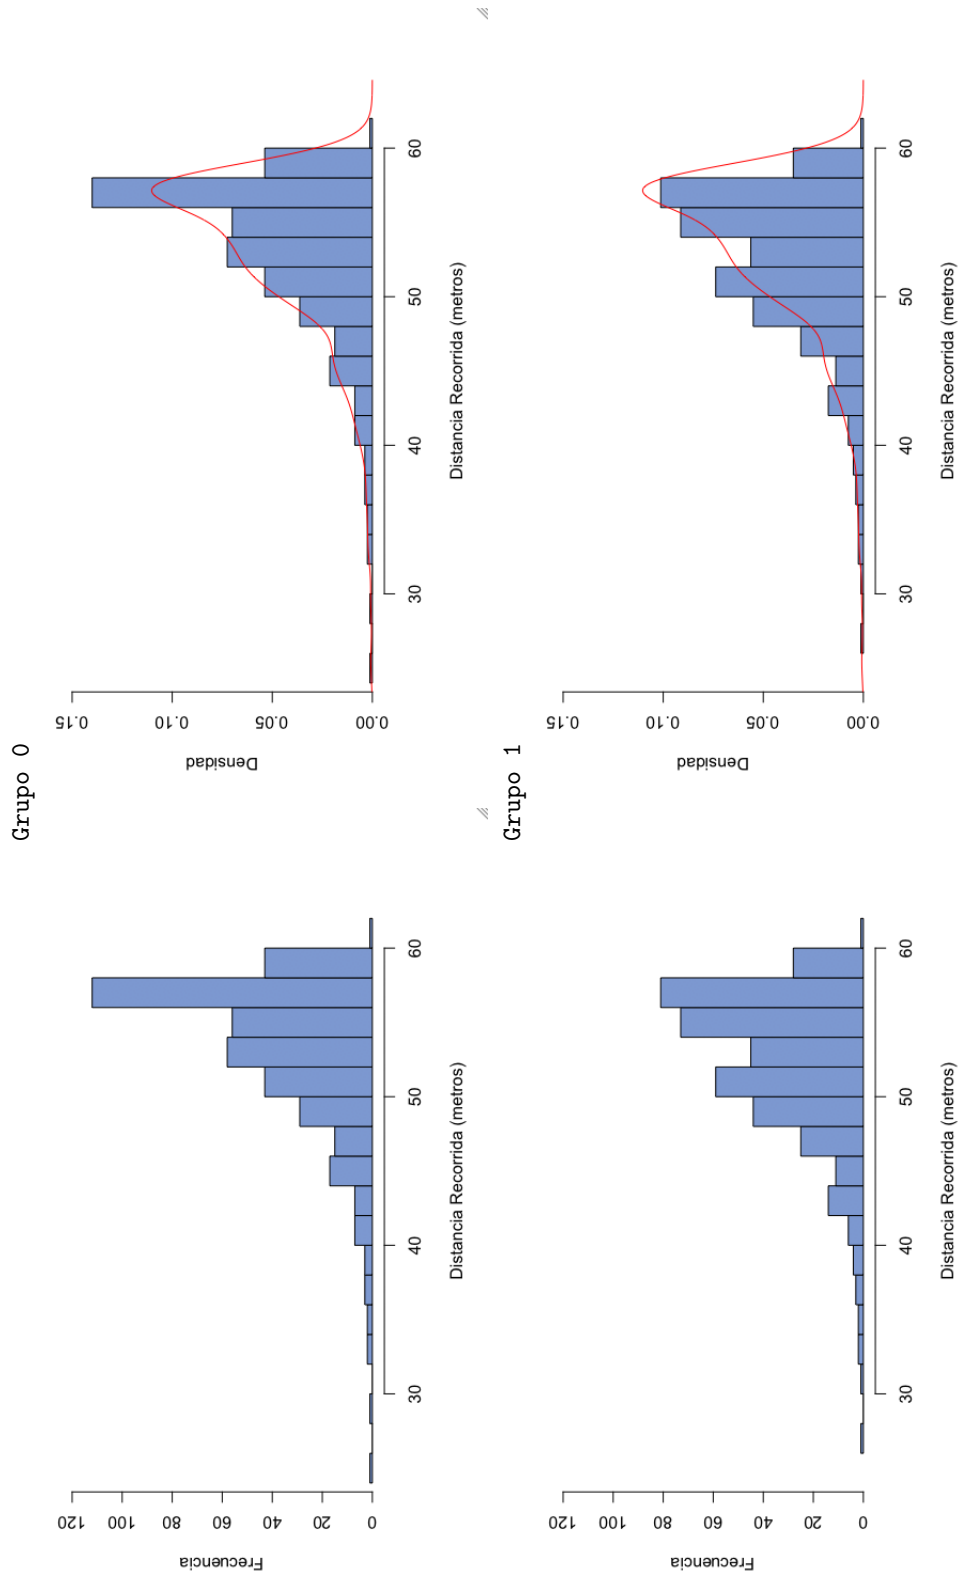 Grupo 0
Frecuencia
0 20 40 60 80 100 120
30 40 50 60
Distancia Recorrida (metros)
Densidad
0.00 0.05 0.10 0.15
30 40 50 60
Distancia Recorrida (metros)
Grupo 1
Frecuencia
0 20 40 60 80 100 120
30 40 50 60
Distancia Recorrida (metros)
Densidad
0.00 0.05 0.10 0.15
30 40 50 60
Distancia Recorrida (metros)